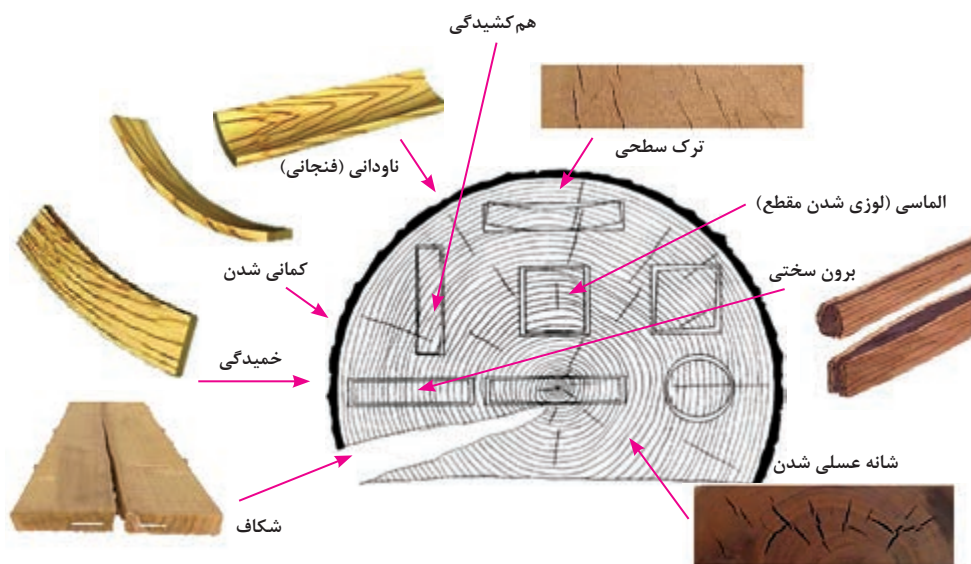 هم کشیدگی
ترک سطحی
ناودانی (فنجانی)
الماسی (لوزی شدن مقطع)
برون سختی
کمانی شدن
خمیدگی
شانه عسلی شدن
شکاف